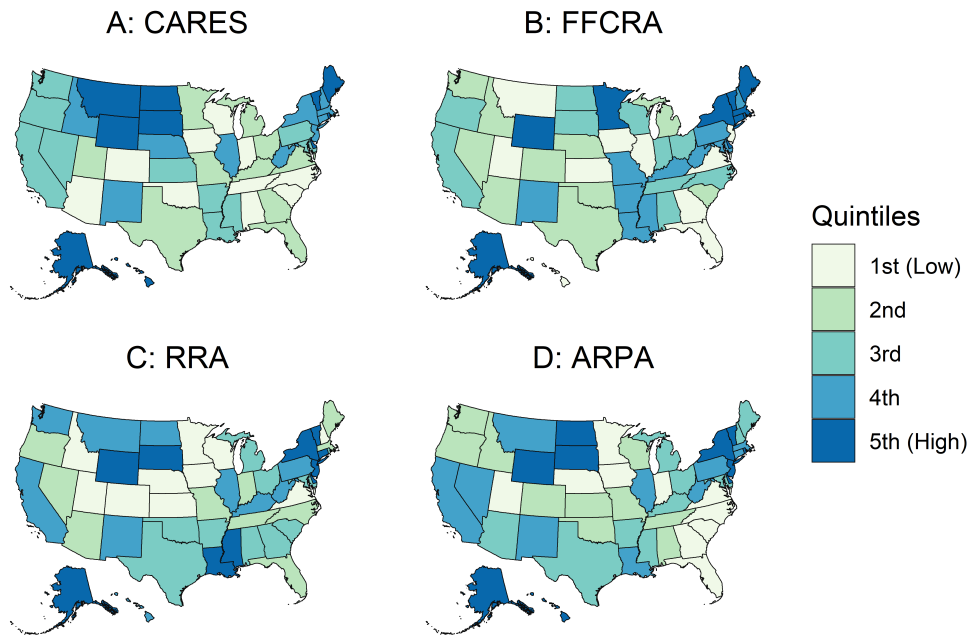 A: CARES
B: FFCRA
C: RRA
D: ARPA
Quintiles
1st (Low)
2nd
3rd
4th
5th (High)